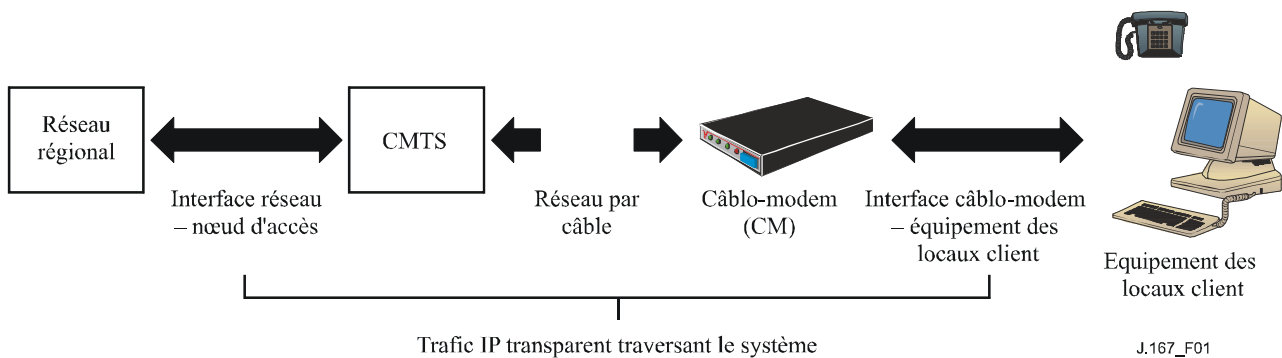 Réseau
régional
CMTS
Interface réseau
– nœud d'accès
Réseau par
câble
Câblo-modem
(CM)
Interface câblo-modem
– équipement des
locaux client
Equipement des
locaux client
Trafic IP transparent traversant le système
J.167_F01